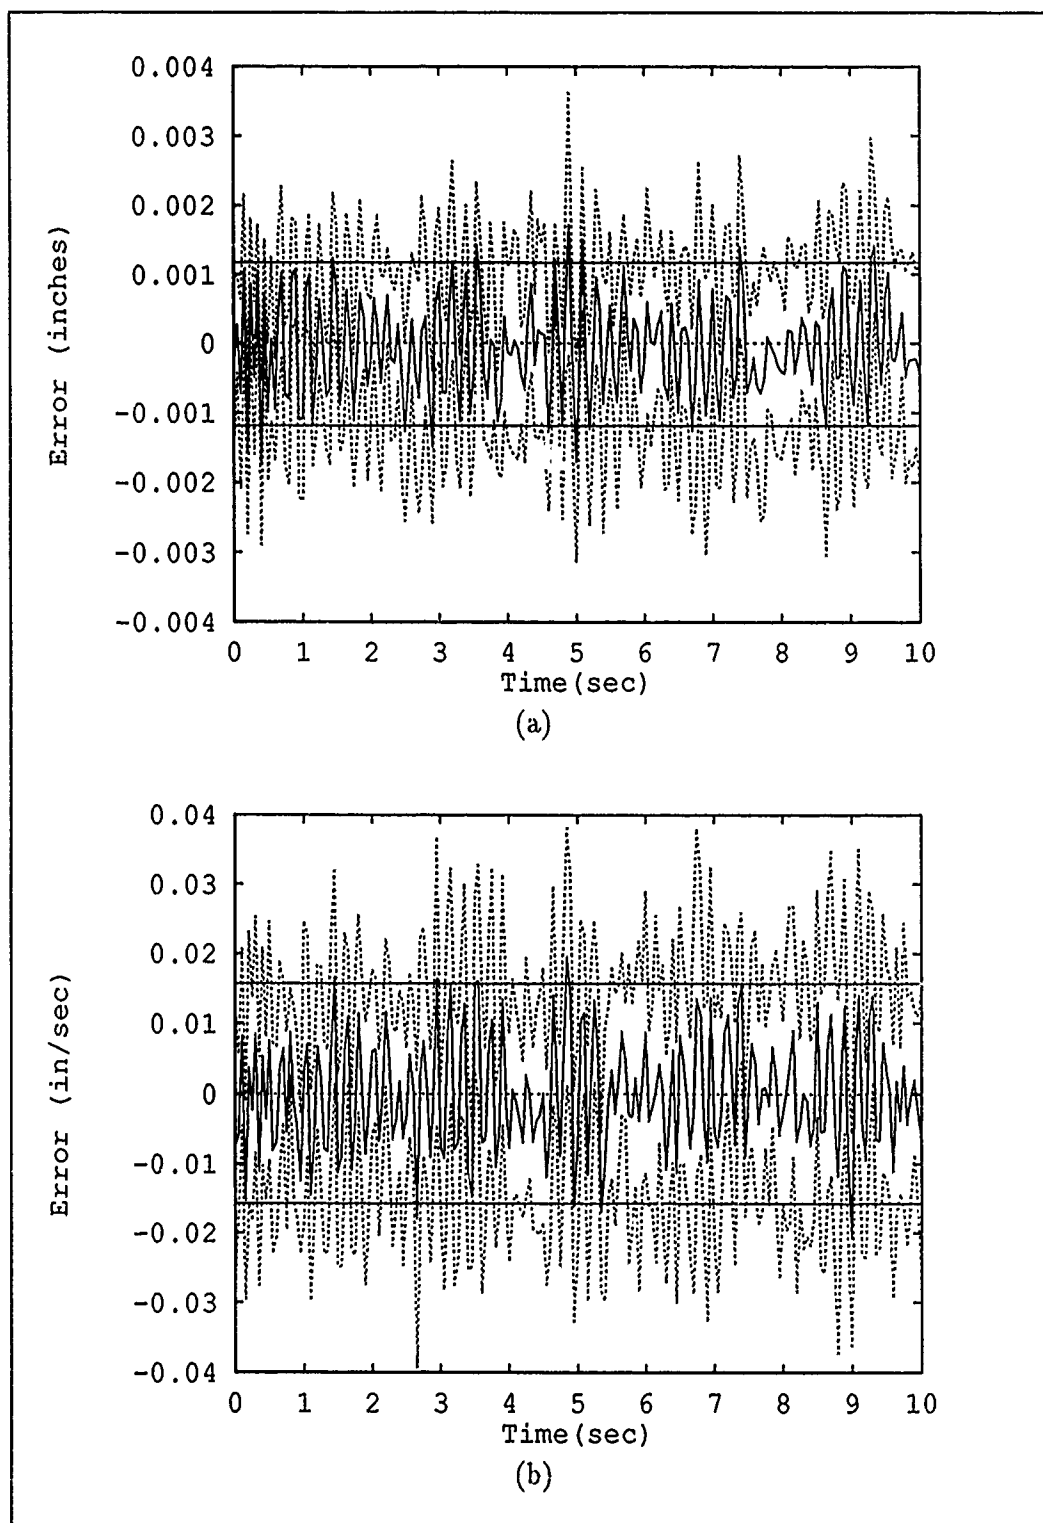 0.004
0.003
0.002
0.001
0
-0.001
-0.002
-0.003
-0.004
Error (inches)
0 1 2 3 4 5 6 7 8 9 10
Time(sec)
(a)
0.04
0.03
0.02
0.01
0
-0.01
-0.02
-0.03
-0.04
Error (in/sec)
0 1 2 3 4 5 6 7 8 9 10
Time(sec)
(b)